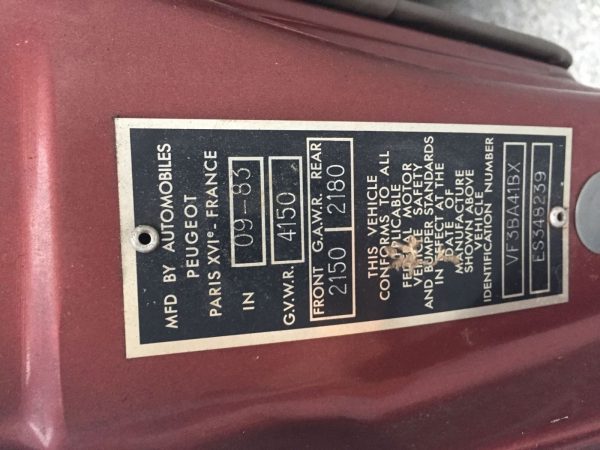 MFD BY AUTOMOBILES
PEUGEOT
PARIS XVIᵉ - FRANCE
IN 09-83
G.V.W.R. 4150
FRONT G.A.W.R. REAR
2150 2180
THIS VEHICLE
CONFORMS TO ALL
APPLICABLE
FEDERAL MOTOR
VEHICLE SAFETY
AND BUMPER STANDARDS
IN EFFECT AT THE
DATE OF
MANUFACTURE
SHOWN ABOVE
VEHICLE
IDENTIFICATION NUMBER
VF3BA41BX
ES348239